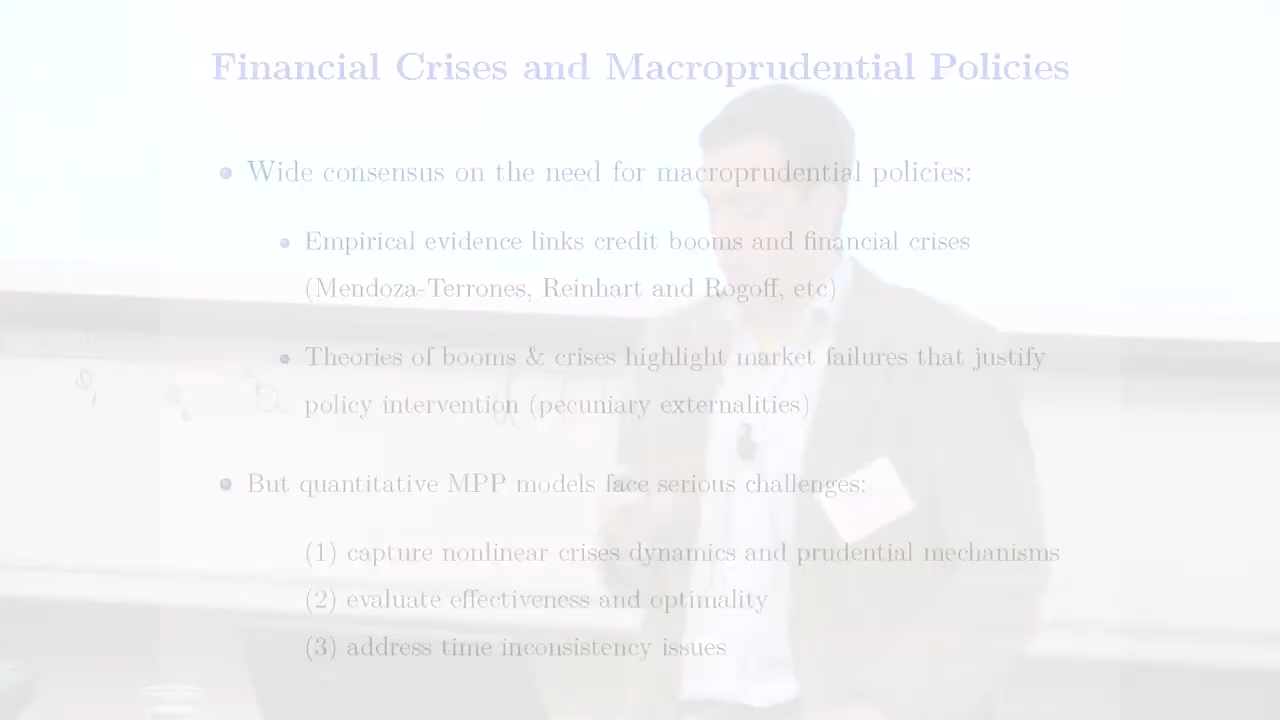 Financial Crises and Macroprudential Policies
Wide consensus on the need for macroprudential policies:
Empirical evidence links credit booms and financial crises
(Mendoza-Terrones, Reinhart and Rogoff, etc)
Theories of booms & crises highlight market failures that justify
policy intervention (pecuniary externalities)
But quantitative MPP models face serious challenges:
(1) capture nonlinear crises dynamics and prudential mechanisms
(2) evaluate effectiveness and optimality
(3) address time inconsistency issues